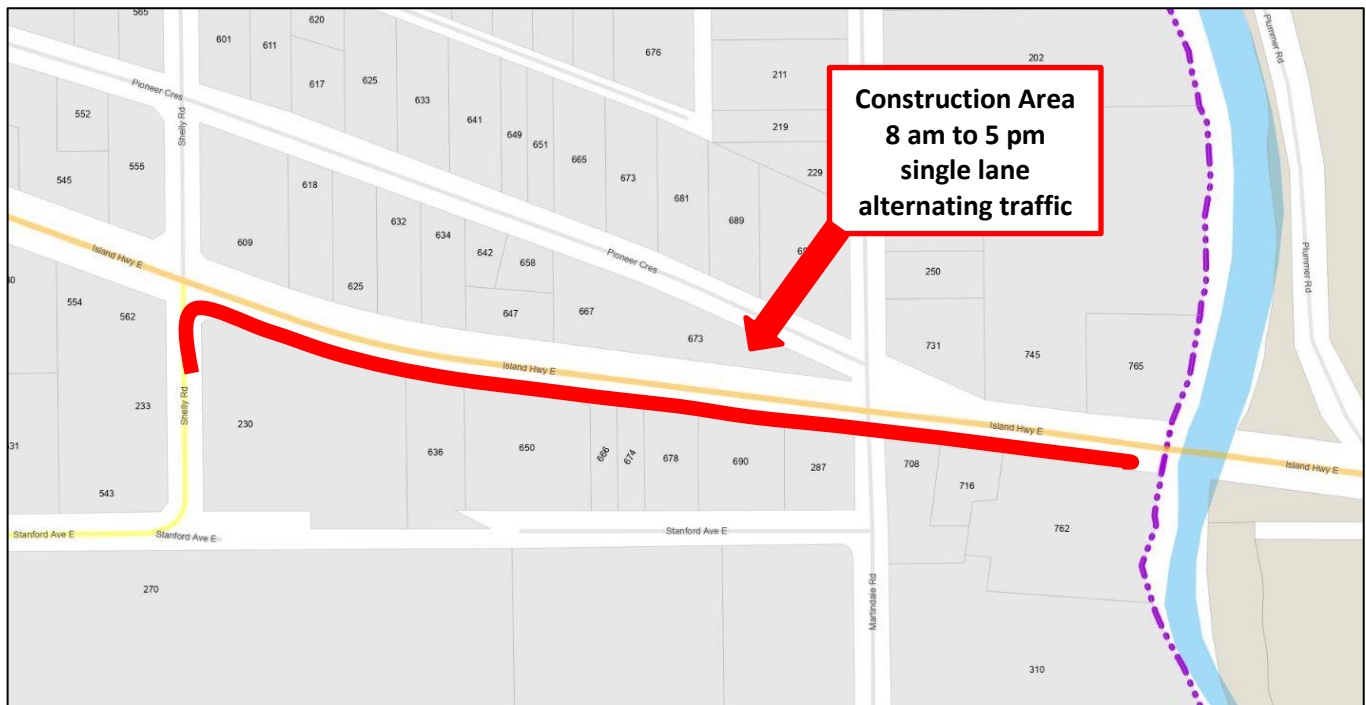 565
620
601
611
676
202
Plummer Rd
617
625
211
Construction Area
8 am to 5 pm
single lane
alternating traffic
Pioneer Cres
633
552
641
219
Shelly Rd
649
651
555
665
229
545
673
618
681
632
689
634
609
Island Hwy E
642
658
Pioneer Cres
Plummer Rd
250
625
554
562
647
667
673
731
745
765
Island Hwy E
233
Shelly Rd
230
636
650
666
674
678
690
287
Island Hwy E
708
716
Island Hwy E
543
762
Stanford Ave E
Stanford Ave E
Stanford Ave E
270
Martindale Rd
310